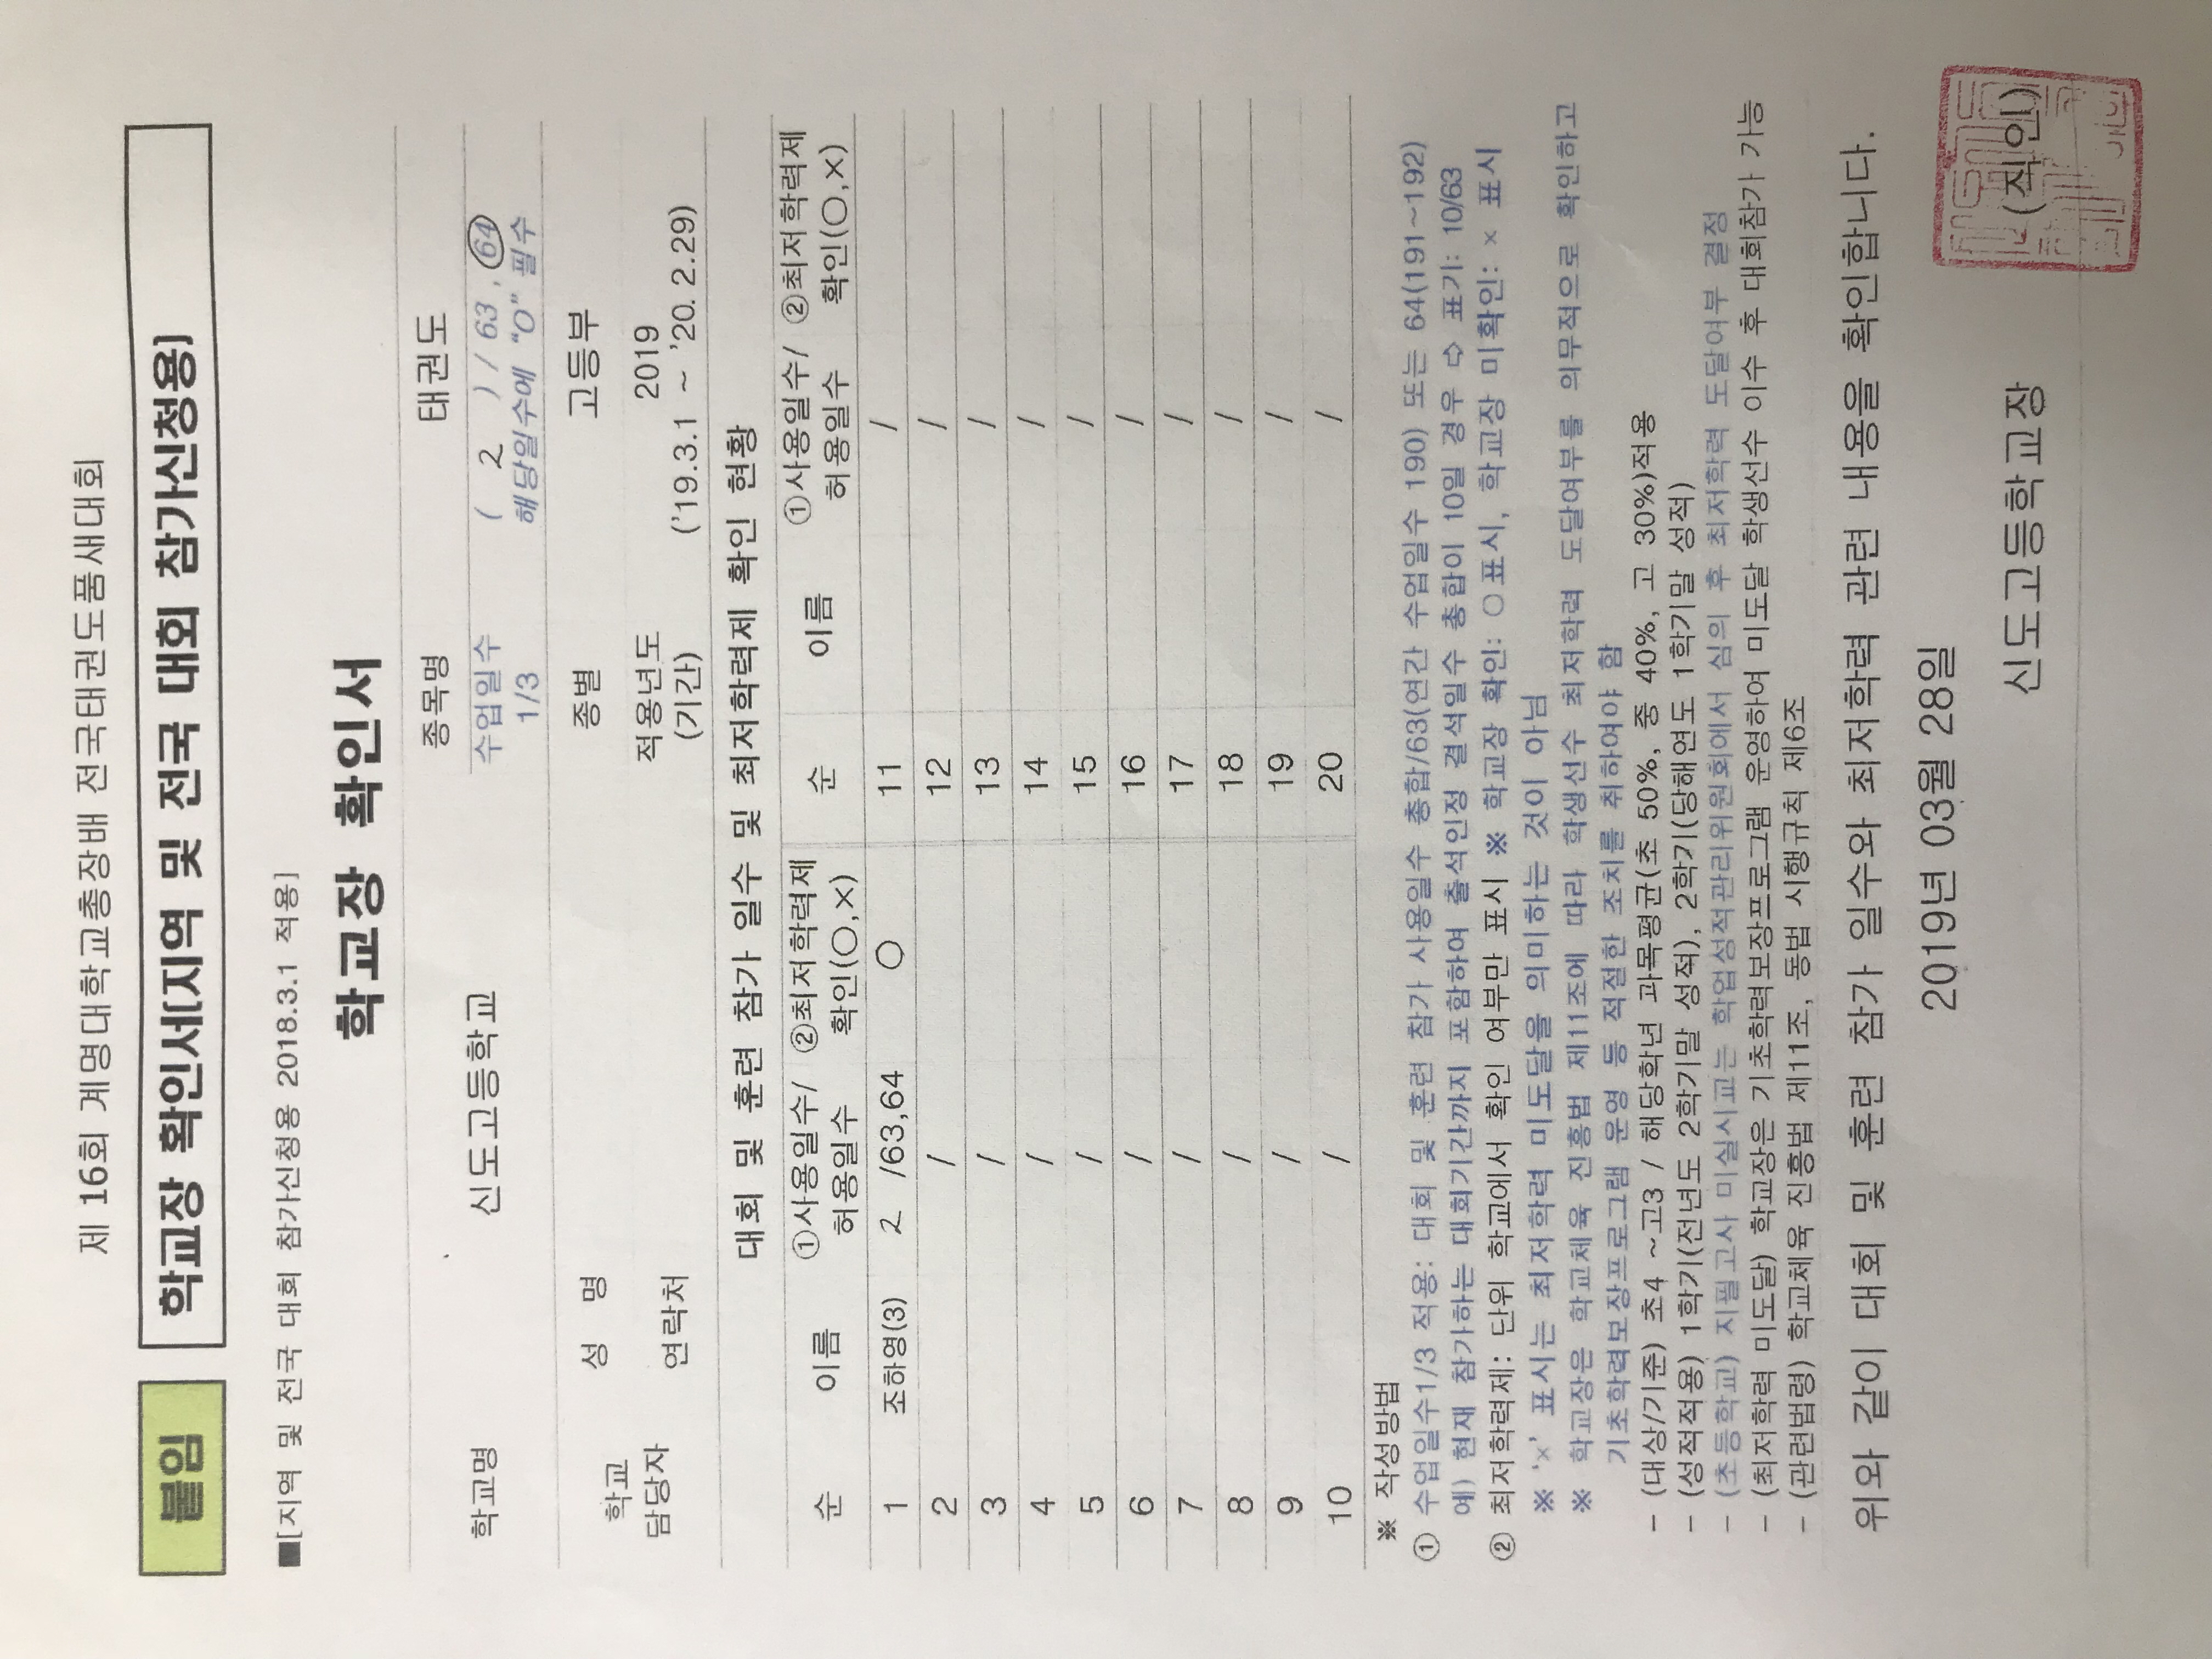 제 16회 계명대학교총장배 전국태권도품새대회
붙임 학교장 확인서(지역 및 전국 대회 참가신청용)
■[지역 및 전국 대회 참가신청용 2018.3.1 적용]
학교장 확인서
학교명 신도고등학교 종목명 태권도
수업일수 1/3 ( 2 ) / 63 , 64
해당일수에 "O" 필수
학교 담당자 성 명 종별 고등부
연락처 적용년도 (기간) 2019
('19.3.1 ~ '20. 2.29)
대회 및 훈련 참가 일수 및 최저학력제 확인 현황
순 이름 ①사용일수/허용일수 ②최저학력제 확인(○,×) 순 이름 ①사용일수/허용일수 ②최저학력제 확인(○,×)
1 조하영(3) 2 /63,64 ○ 11 /
2 / 12 /
3 / 13 /
4 / 14 /
5 / 15 /
6 / 16 /
7 / 17 /
8 / 18 /
9 / 19 /
10 / 20 /
※ 작성방법
① 수업일수1/3 적용: 대회 및 훈련 참가 사용일수 총합/63(연간 수업일수 190) 또는 64(191~192)
예) 현재 참가하는 대회기간까지 포함하여 출석인정 결석일수 총합이 10일 경우 ⇨ 표기: 10/63
② 최저학력제: 단위 학교에서 확인 여부만 표시 ※ 학교장 확인: ○표시, 학교장 미확인: × 표시
※ '×' 표시는 최저학력 미도달을 의미하는 것이 아님
※ 학교장은 학교체육 진흥법 제11조에 따라 학생선수 최저학력 도달여부를 의무적으로 확인하고
기초학력보장프로그램 운영 등 적절한 조치를 취하여야 함
- (대상/기준) 초4 ~고3 / 해당학년 과목평균(초 50%, 중 40%, 고 30%)적용
- (성적적용) 1학기(전년도 2학기말 성적), 2학기(당해연도 1학기말 성적)
- (초등학교) 지필고사 미실시교는 학업성적관리위원회에서 심의 후 최저학력 도달여부 결정
- (최저학력 미도달) 학교장은 기초학력보장프로그램 운영하여 미도달 학생선수 이수 후 대회참가 가능
- (관련법령) 학교체육 진흥법 제11조, 동법 시행규칙 제6조
위와 같이 대회 및 훈련 참가 일수와 최저학력 관련 내용을 확인합니다.
2019년 03월 28일
신도고등학교장 (직인)